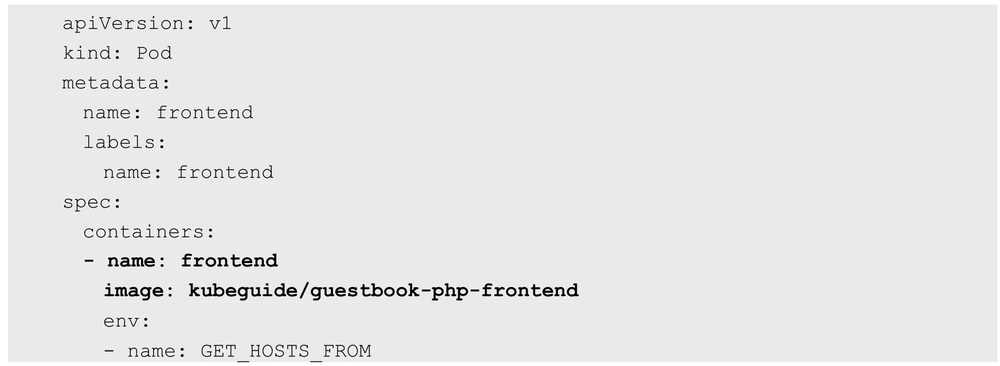 apiVersion: v1
kind: Pod
metadata:
  name: frontend
  labels:
    name: frontend
spec:
  containers:
  - name: frontend
    image: kubeguide/guestbook-php-frontend
    env:
    - name: GET_HOSTS_FROM